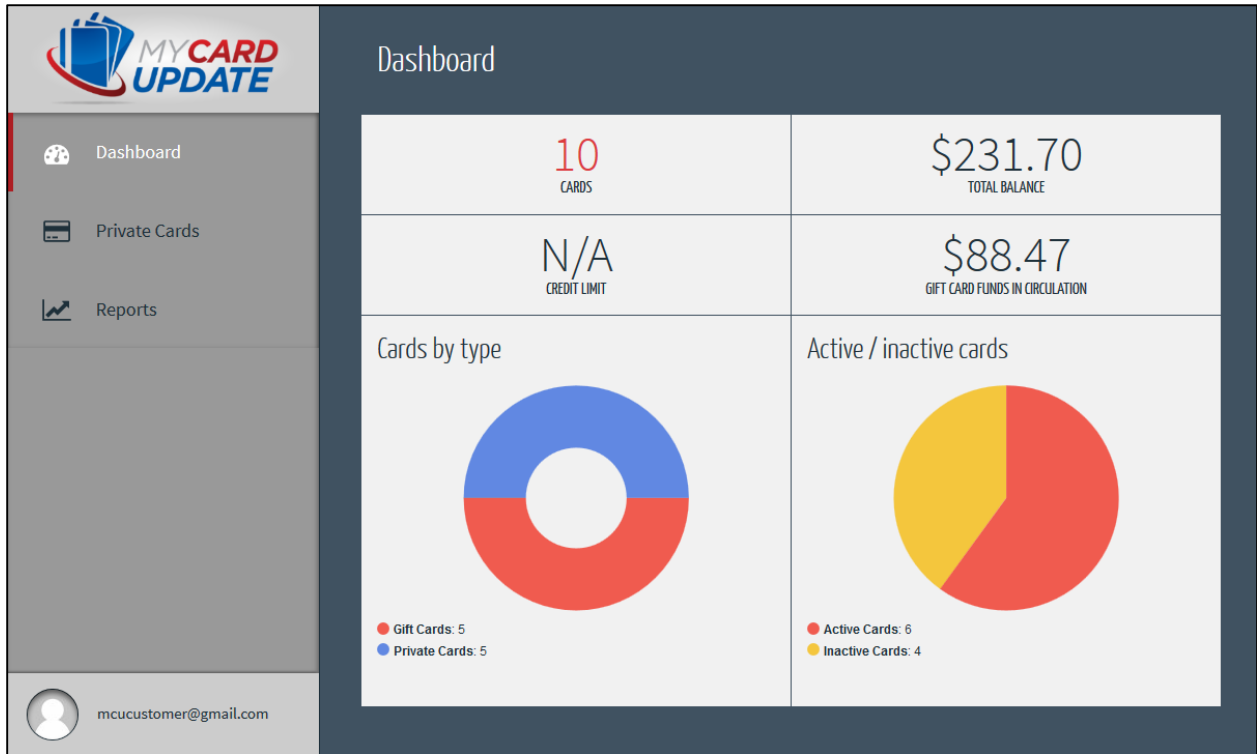 MYCARD
UPDATE
Dashboard
Private Cards
Reports
mcucustomer@gmail.com
Dashboard
10
CARDS
$231.70
TOTAL BALANCE
N/A
CREDIT LIMIT
$88.47
GIFT CARD FUNDS IN CIRCULATION
Cards by type
Gift Cards: 5
Private Cards: 5
Active / inactive cards
Active Cards: 6
Inactive Cards: 4